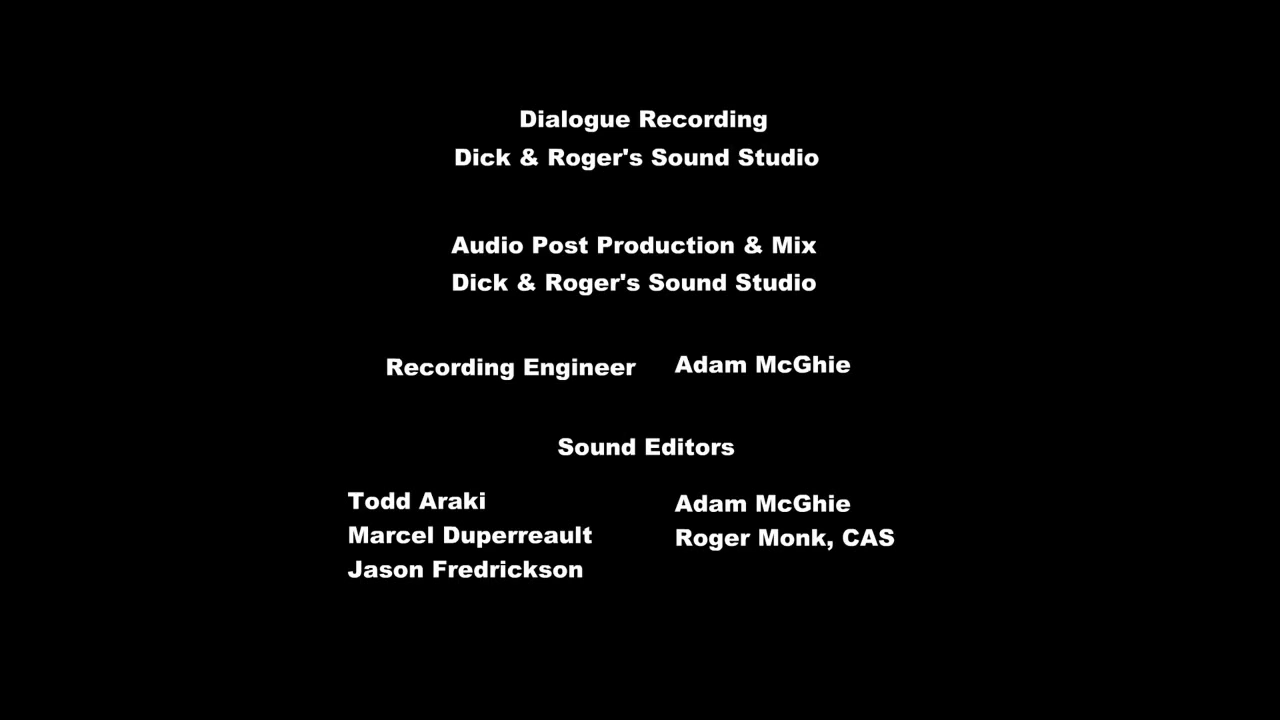 Dialogue Recording
Dick & Roger's Sound Studio
Audio Post Production & Mix
Dick & Roger's Sound Studio
Recording Engineer Adam McGhie
Sound Editors
Todd Araki Adam McGhie
Marcel Duperreault Roger Monk, CAS
Jason Fredrickson